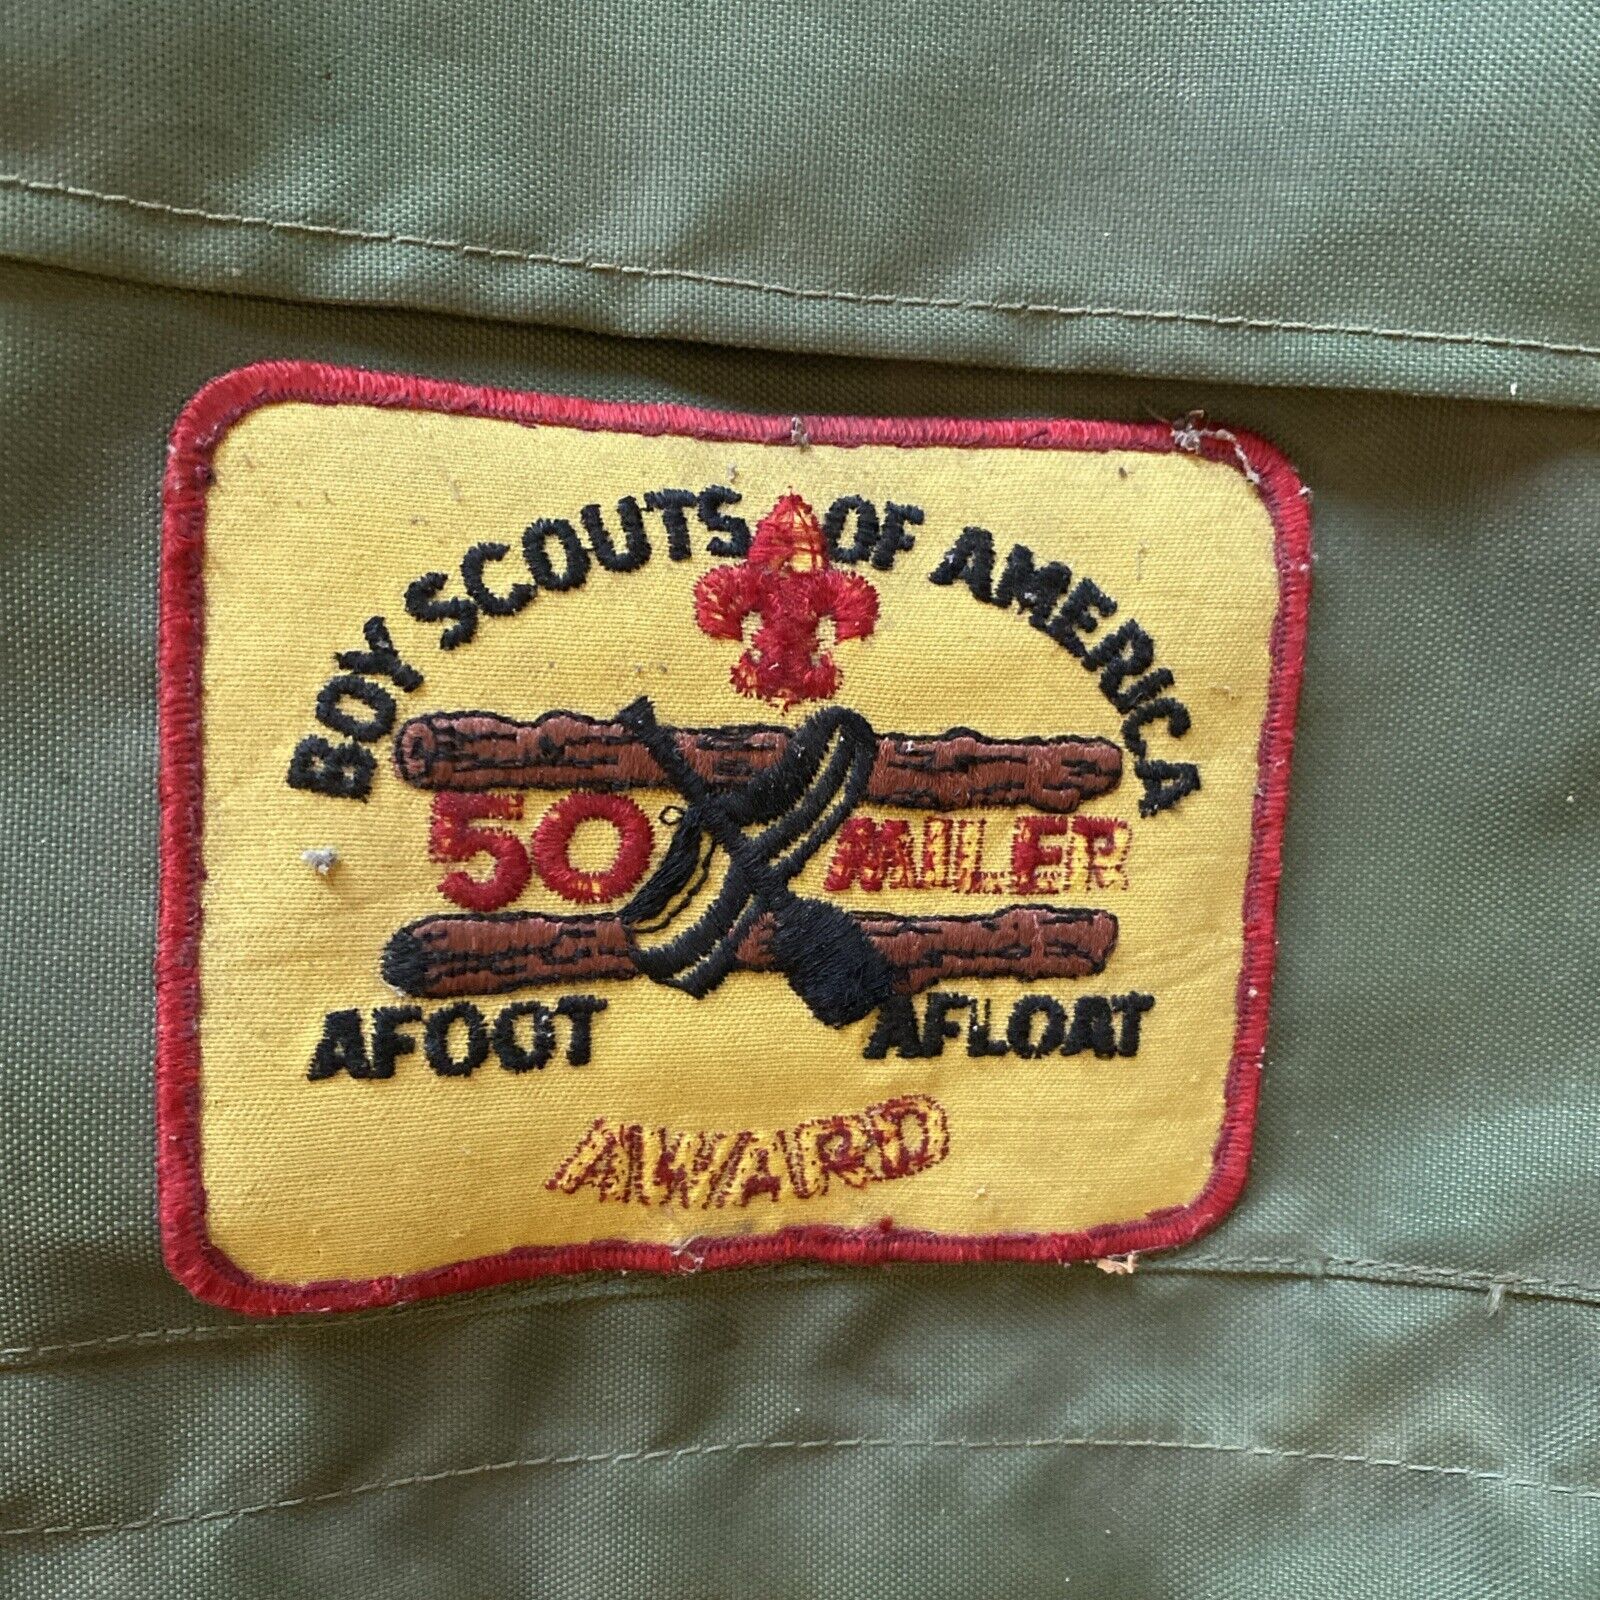 BOY SCOUTS OF AMERICA
50 MILER
AFOOT AFLOAT
AWARD